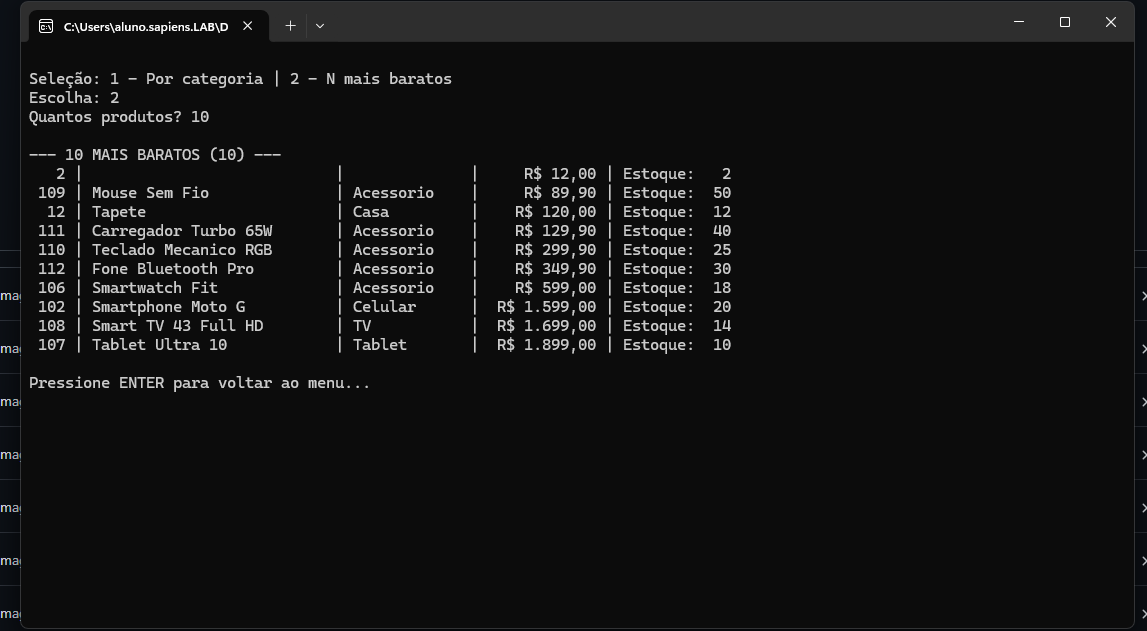 C:\Users\aluno.sapiens.LAB\D
Seleção: 1 - Por categoria | 2 - N mais baratos
Escolha: 2
Quantos produtos? 10
--- 10 MAIS BARATOS (10) ---
2 | | | R$ 12,00 | Estoque: 2
109 | Mouse Sem Fio | Acessorio | R$ 89,90 | Estoque: 50
12 | Tapete | Casa | R$ 120,00 | Estoque: 12
111 | Carregador Turbo 65W | Acessorio | R$ 129,90 | Estoque: 40
110 | Teclado Mecanico RGB | Acessorio | R$ 299,90 | Estoque: 25
112 | Fone Bluetooth Pro | Acessorio | R$ 349,90 | Estoque: 30
106 | Smartwatch Fit | Acessorio | R$ 599,00 | Estoque: 18
102 | Smartphone Moto G | Celular | R$ 1.599,00 | Estoque: 20
108 | Smart TV 43 Full HD | TV | R$ 1.699,00 | Estoque: 14
107 | Tablet Ultra 10 | Tablet | R$ 1.899,00 | Estoque: 10
Pressione ENTER para voltar ao menu...